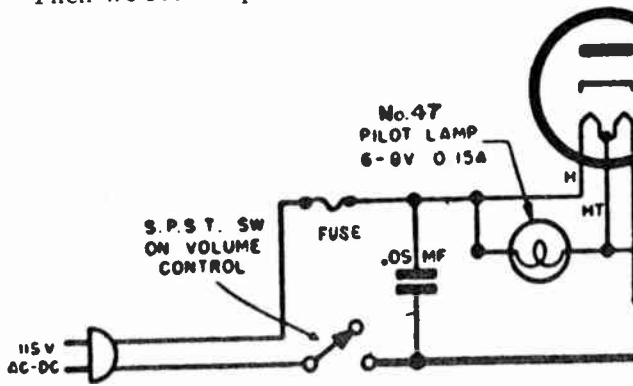 No.47
PILOT LAMP
6-8V 0 15A
H
HT
S.P.S T. SW
ON VOLUME
CONTROL
FUSE
.05 MF
115 V
AC-DC